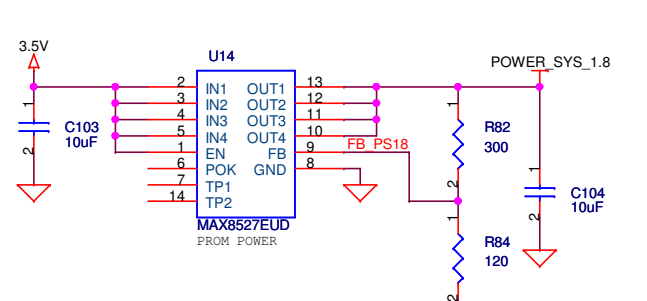 3.5V
U14
POWER_SYS_1.8
2 IN1 OUT1 13
3 IN2 OUT2 12
4 IN3 OUT3 11
5 IN4 OUT4 10
1 EN FB 9 FB_PS18
6 POK GND 8
7 TP1
14 TP2
MAX8527EUD
PROM POWER
1
C103
10uF
2
1
R82
300
2
1
C104
10uF
2
1
R84
120
2